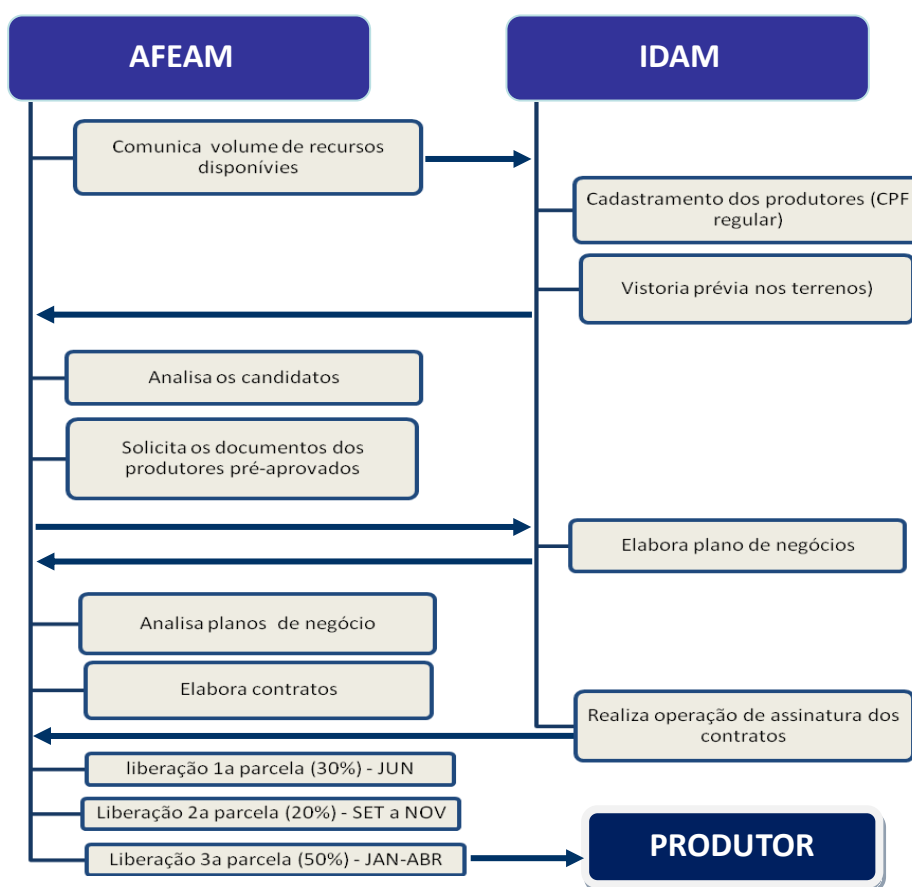 AFEAM
IDAM
Comunica volume de recursos
disponívies
Cadastramento dos produtores (CPF
regular)
Vistoria prévia nos terrenos)
Analisa os candidatos
Solicita os documentos dos
produtores pré-aprovados
Elabora plano de negócios
Analisa planos de negócio
Elabora contratos
Realiza operação de assinatura dos
contratos
liberação 1a parcela (30%) - JUN
Liberação 2a parcela (20%) - SET a NOV
Liberação 3a parcela (50%) - JAN-ABR
PRODUTOR